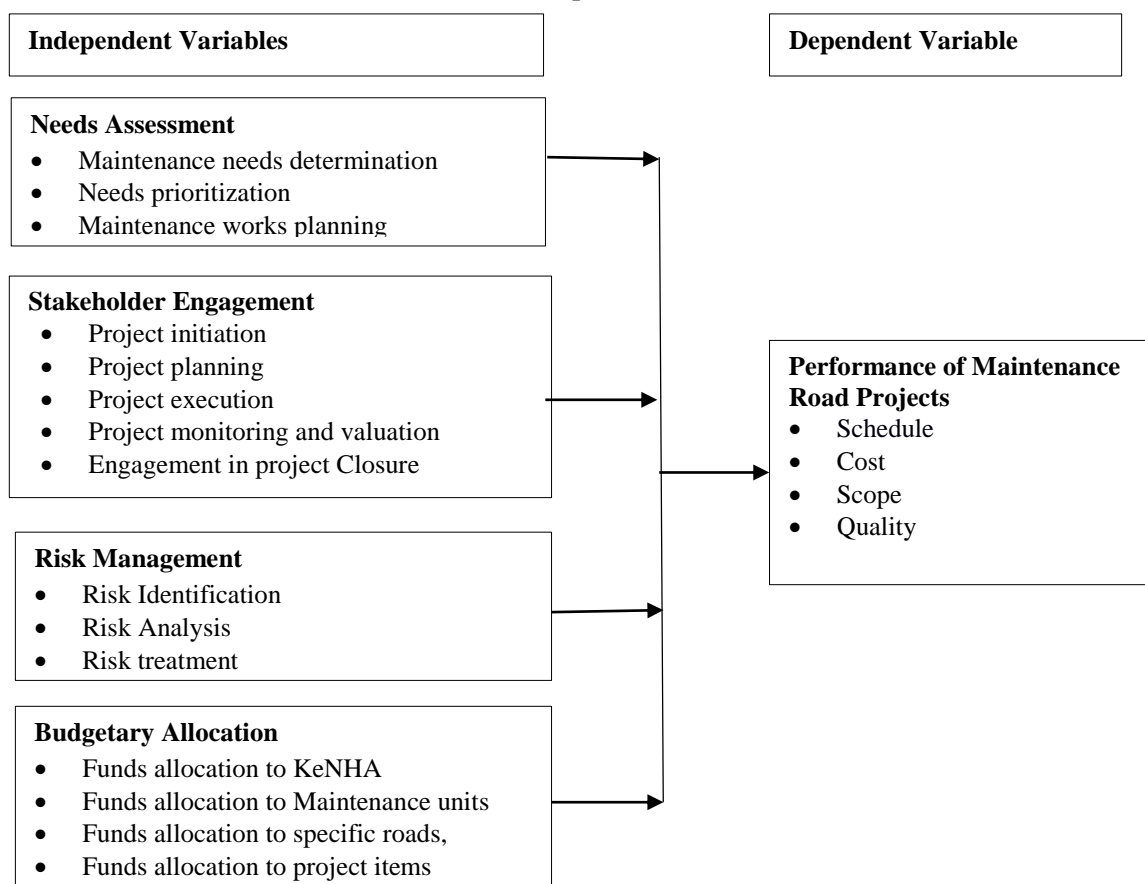 Independent Variables
Dependent Variable
Needs Assessment
• Maintenance needs determination
• Needs prioritization
• Maintenance works planning
Stakeholder Engagement
• Project initiation
• Project planning
• Project execution
• Project monitoring and valuation
• Engagement in project Closure
Risk Management
• Risk Identification
• Risk Analysis
• Risk treatment
Budgetary Allocation
• Funds allocation to KeNHA
• Funds allocation to Maintenance units
• Funds allocation to specific roads,
• Funds allocation to project items
Performance of Maintenance
Road Projects
• Schedule
• Cost
• Scope
• Quality